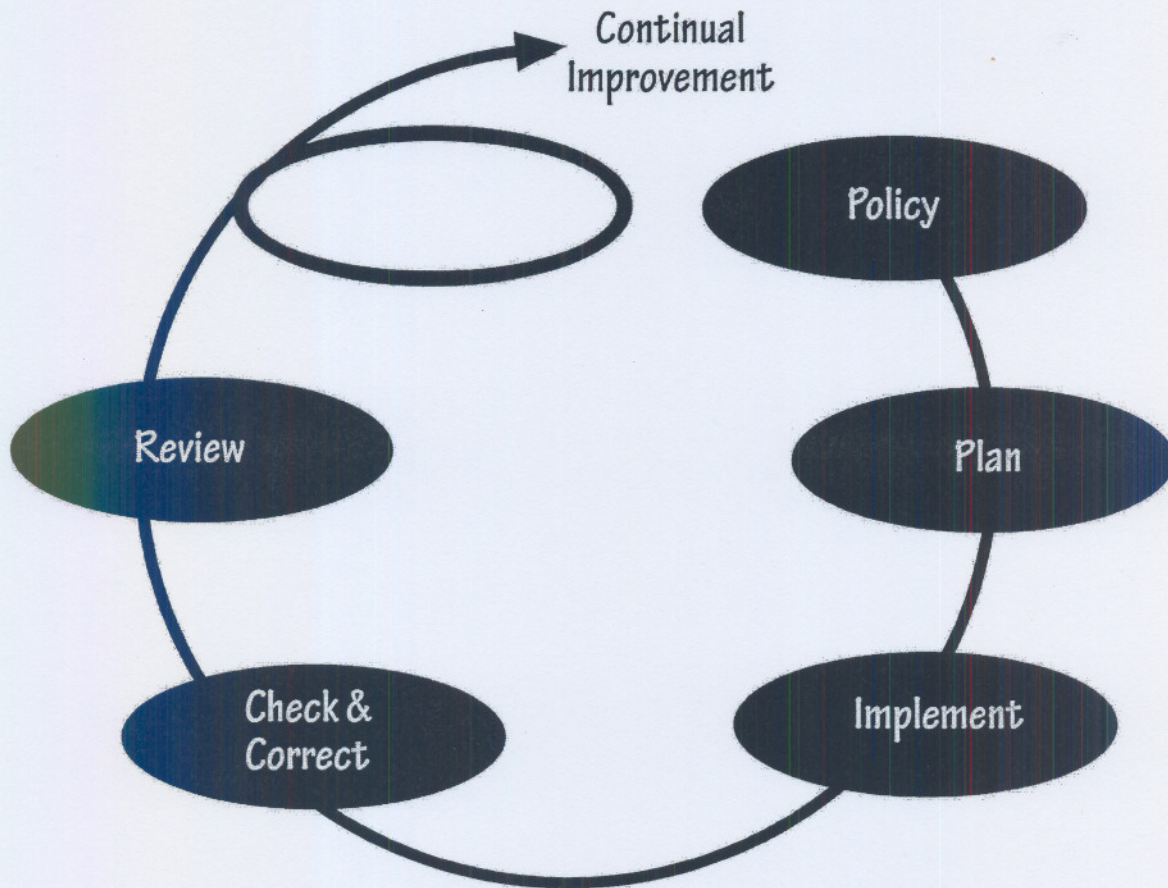 Continual
Improvement
Policy
Plan
Implement
Check &
Correct
Review